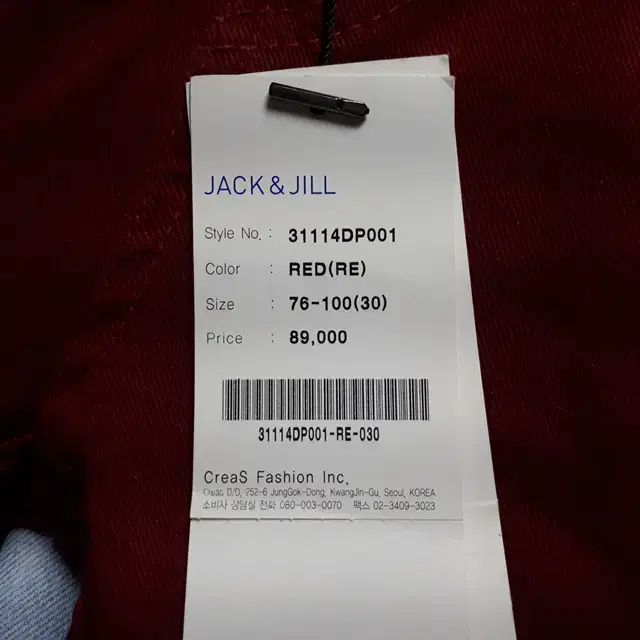 JACK & JILL
Style No. : 31114DP001
Color : RED(RE)
Size : 76-100(30)
Price : 89,000
31114DP001-RE-030
CreaS Fashion Inc.
Creas B/D, 252-6 JungGok-Dong, KwangJin-Gu, Seoul, KOREA
소비자 상담실 전화 080-003-0070 팩스 02-3409-3023